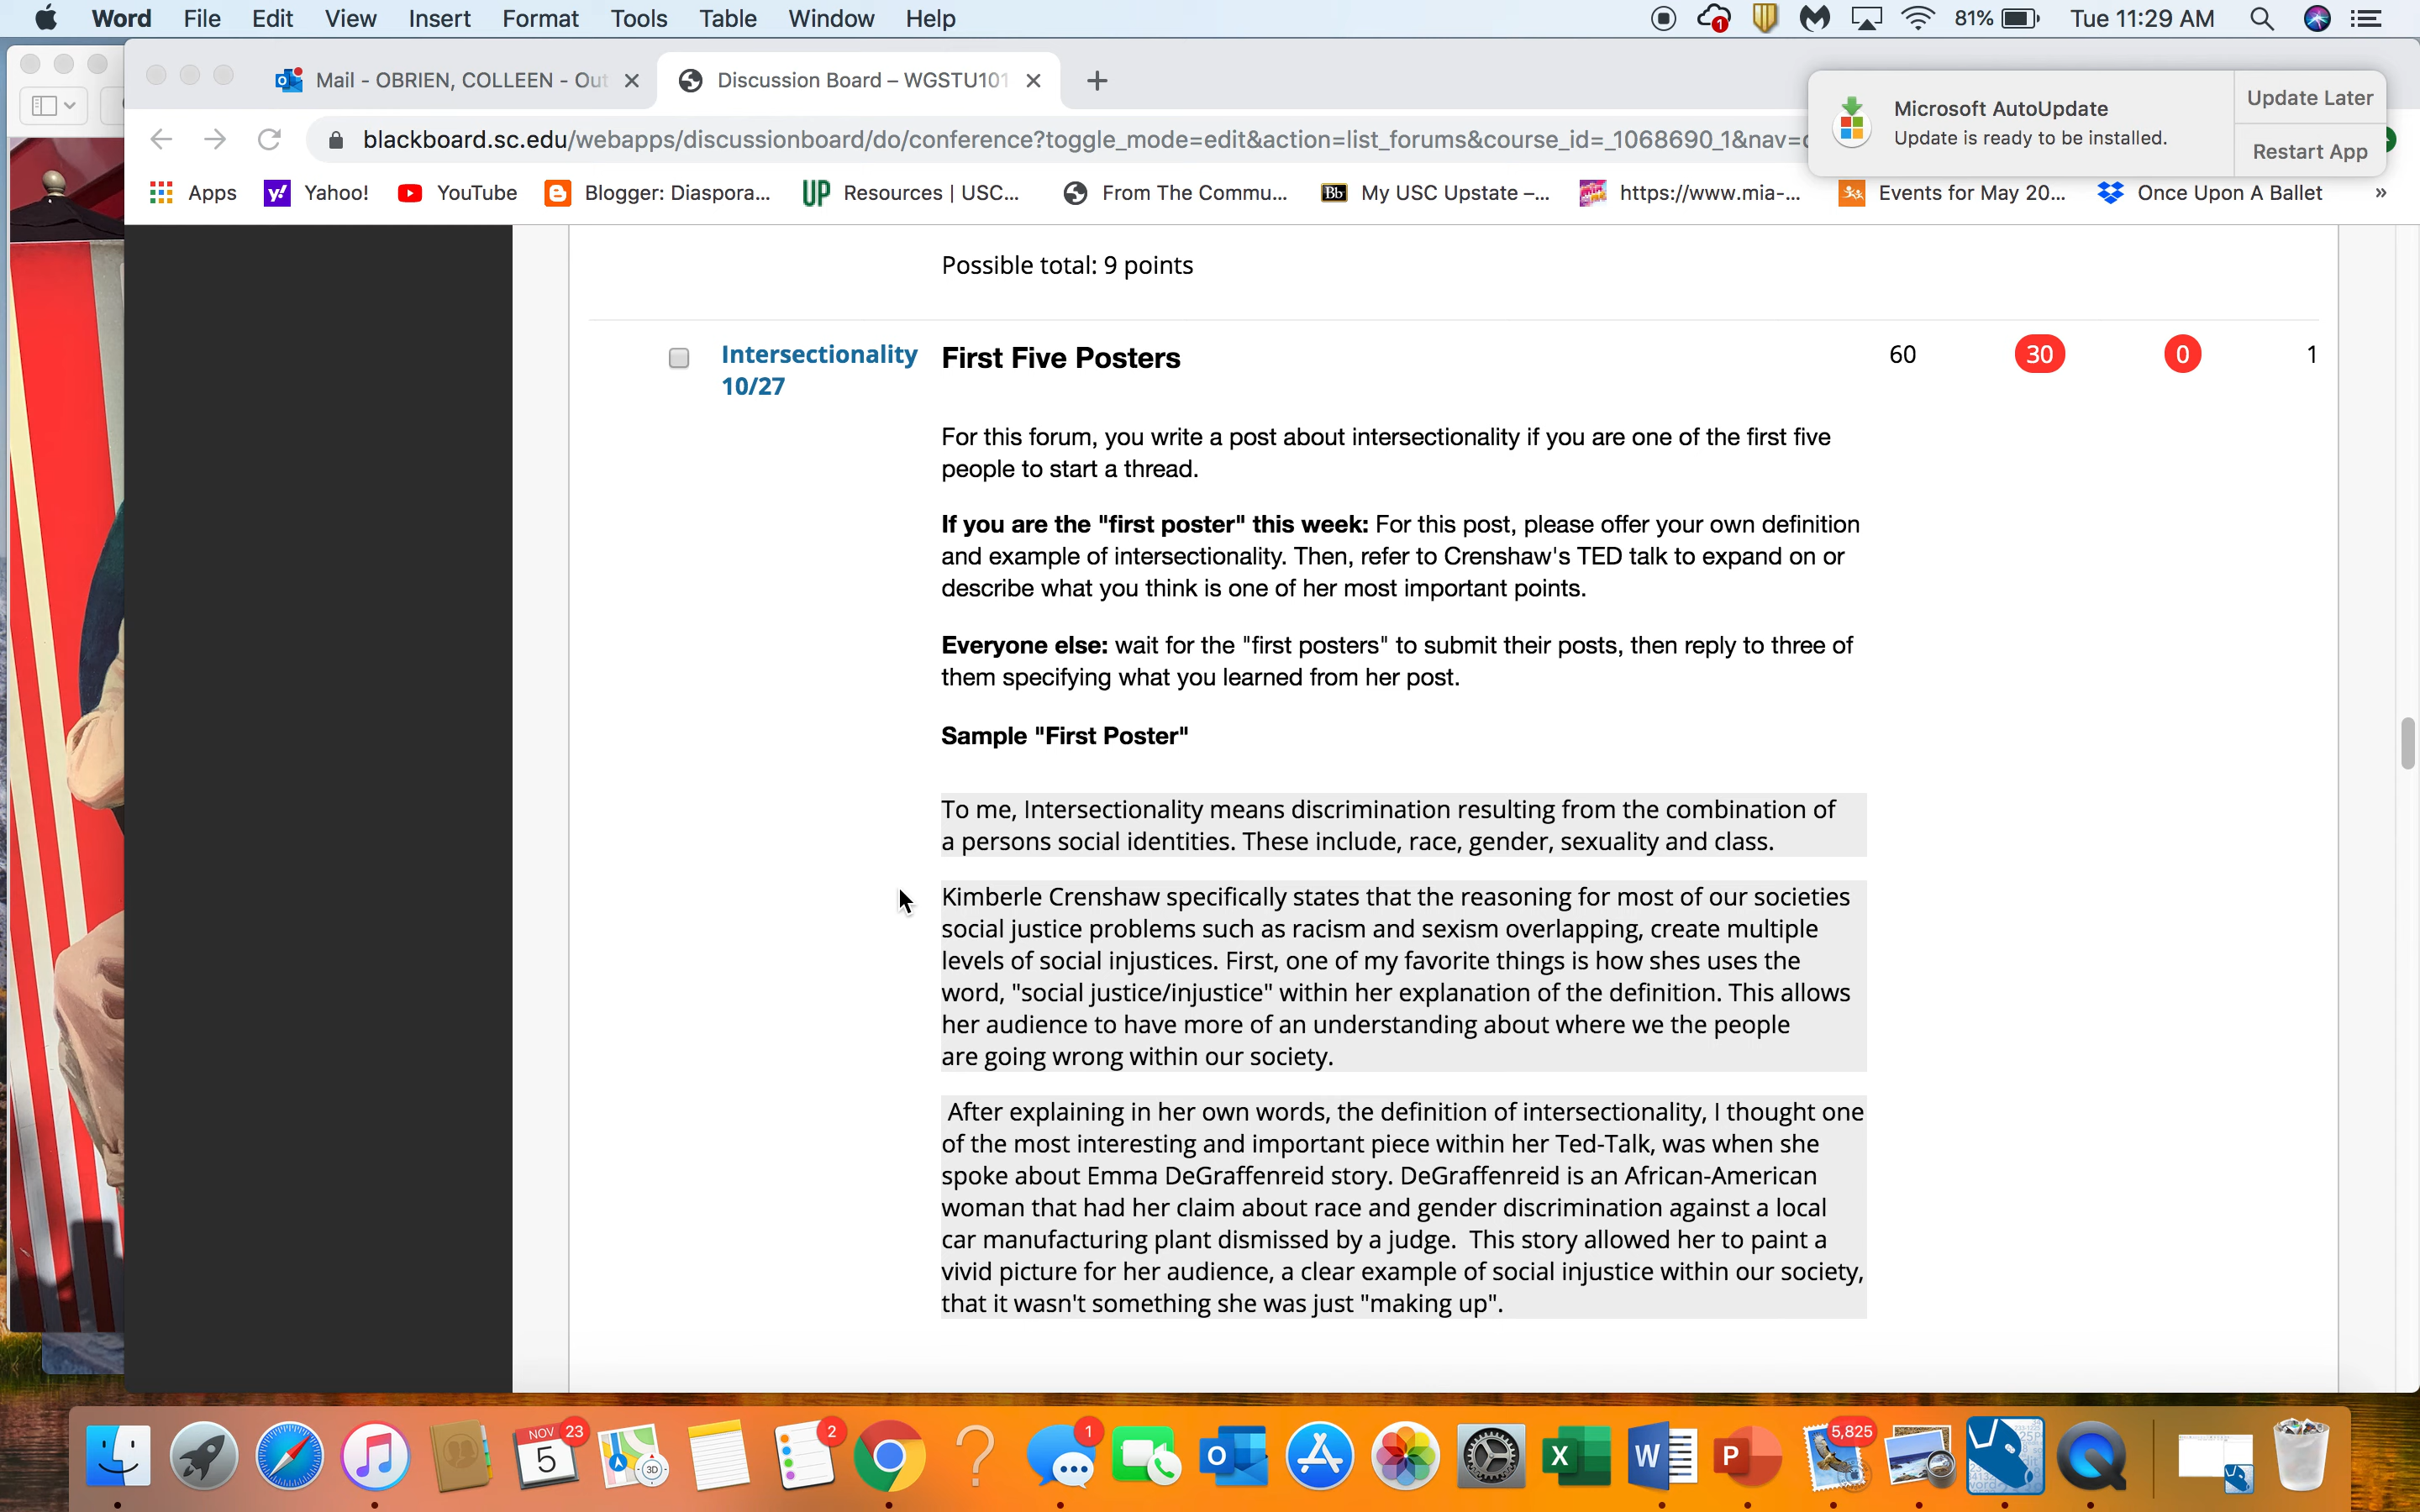 Word File Edit View Insert Format Tools Table Window Help 1 81% Tue 11:29 AM
Mail - OBRIEN, COLLEEN - Out
Discussion Board – WGSTU101
Microsoft AutoUpdate
Update is ready to be installed.
Update Later
Restart App
blackboard.sc.edu/webapps/discussionboard/do/conference?toggle_mode=edit&action=list_forums&course_id=_1068690_1&nav=
Apps Yahoo! YouTube Blogger: Diaspora... UP Resources | USC... From The Commu... Bb My USC Upstate –... https://www.mia-... Events for May 20... Once Upon A Ballet »
Possible total: 9 points
Intersectionality
10/27
First Five Posters
60 30 0 1
For this forum, you write a post about intersectionality if you are one of the first five
people to start a thread.
If you are the "first poster" this week: For this post, please offer your own definition
and example of intersectionality. Then, refer to Crenshaw's TED talk to expand on or
describe what you think is one of her most important points.
Everyone else: wait for the "first posters" to submit their posts, then reply to three of
them specifying what you learned from her post.
Sample "First Poster"
To me, Intersectionality means discrimination resulting from the combination of
a persons social identities. These include, race, gender, sexuality and class.
Kimberle Crenshaw specifically states that the reasoning for most of our societies
social justice problems such as racism and sexism overlapping, create multiple
levels of social injustices. First, one of my favorite things is how shes uses the
word, "social justice/injustice" within her explanation of the definition. This allows
her audience to have more of an understanding about where we the people
are going wrong within our society.
After explaining in her own words, the definition of intersectionality, I thought one
of the most interesting and important piece within her Ted-Talk, was when she
spoke about Emma DeGraffenreid story. DeGraffenreid is an African-American
woman that had her claim about race and gender discrimination against a local
car manufacturing plant dismissed by a judge.  This story allowed her to paint a
vivid picture for her audience, a clear example of social injustice within our society,
that it wasn't something she was just "making up".
NOV 5 23 3D 2 1 O X W P 5,825